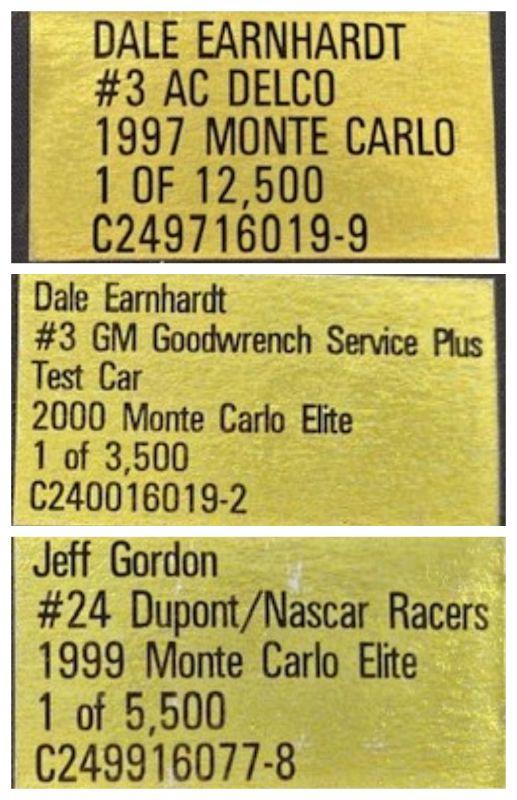 DALE EARNHARDT
#3 AC DELCO
1997 MONTE CARLO
1 OF 12,500
C249716019-9
Dale Earnhardt
#3 GM Goodwrench Service Plus
Test Car
2000 Monte Carlo Elite
1 of 3,500
C240016019-2
Jeff Gordon
#24 Dupont/Nascar Racers
1999 Monte Carlo Elite
1 of 5,500
C249916077-8